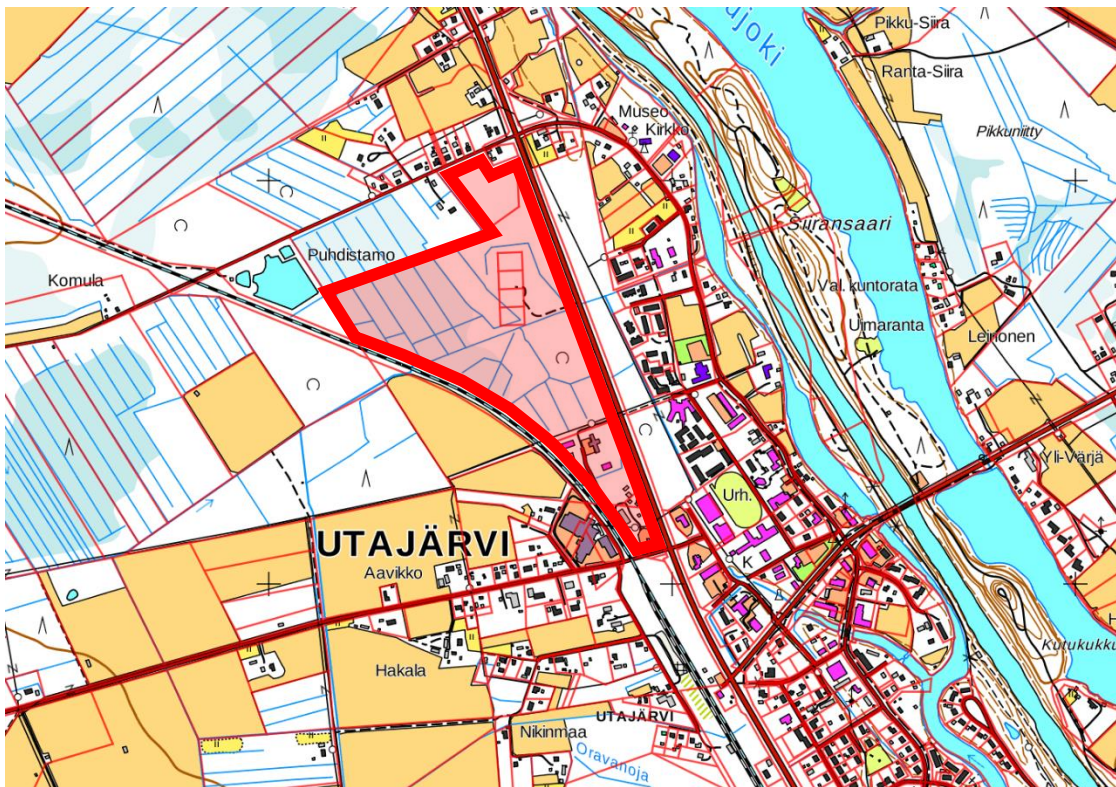 ujoki
Pikku-Siira
Ranta-Siira
Museo
Kirkko
Pikkuniitty
Siiransaari
Puhdistamo
Komula
Val. kuntorata
Uimaranta
Leinonen
Yli-Värjä
Urh.
UTAJÄRVI
Aavikko
K
Hakala
Kutukukku
H
UTAJÄRVI
Nikinmaa
Oravanoja